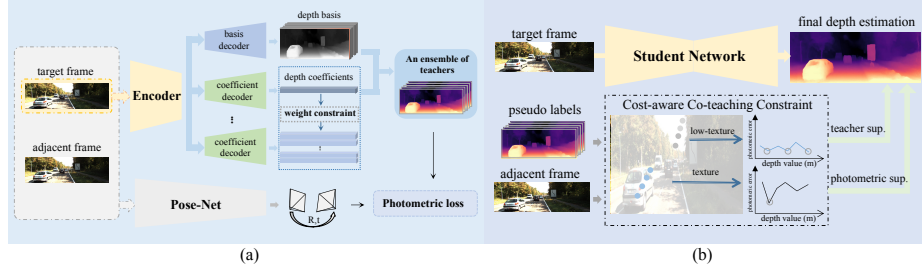 depth basis
basis
decoder
target frame
Encoder
coefficient
decoder
depth coefficients
weight constraint
An ensemble of
teachers
⋮
coefficient
decoder
adjacent frame
Pose-Net
R,t
Photometric loss
(a)
target frame
Student Network
final depth estimation
pseudo labels
Cost-aware Co-teaching Constraint
low-texture
photometric error
depth value (m)
teacher sup.
adjacent frame
texture
photometric error
depth value (m)
photometric sup.
(b)